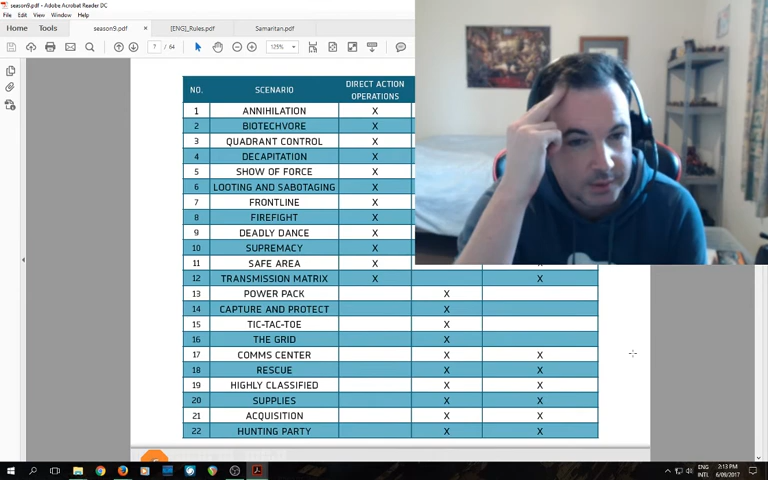 season9.pdf - Adobe Acrobat Reader DC
File Edit View Window Help
Home Tools season9.pdf × [ENG]_Rules.pdf Samaritan.pdf
7 / 64 125%
NO. SCENARIO DIRECT ACTION OPERATIONS
1 ANNIHILATION X
2 BIOTECHVORE X
3 QUADRANT CONTROL X
4 DECAPITATION X
5 SHOW OF FORCE X
6 LOOTING AND SABOTAGING X
7 FRONTLINE X
8 FIREFIGHT X
9 DEADLY DANCE X
10 SUPREMACY X
11 SAFE AREA X X
12 TRANSMISSION MATRIX X X
13 POWER PACK X
14 CAPTURE AND PROTECT X
15 TIC-TAC-TOE X
16 THE GRID X
17 COMMS CENTER X X
18 RESCUE X X
19 HIGHLY CLASSIFIED X X
20 SUPPLIES X X
21 ACQUISITION X X
22 HUNTING PARTY X X
ENG 2:13 PM
INTL 6/09/2017